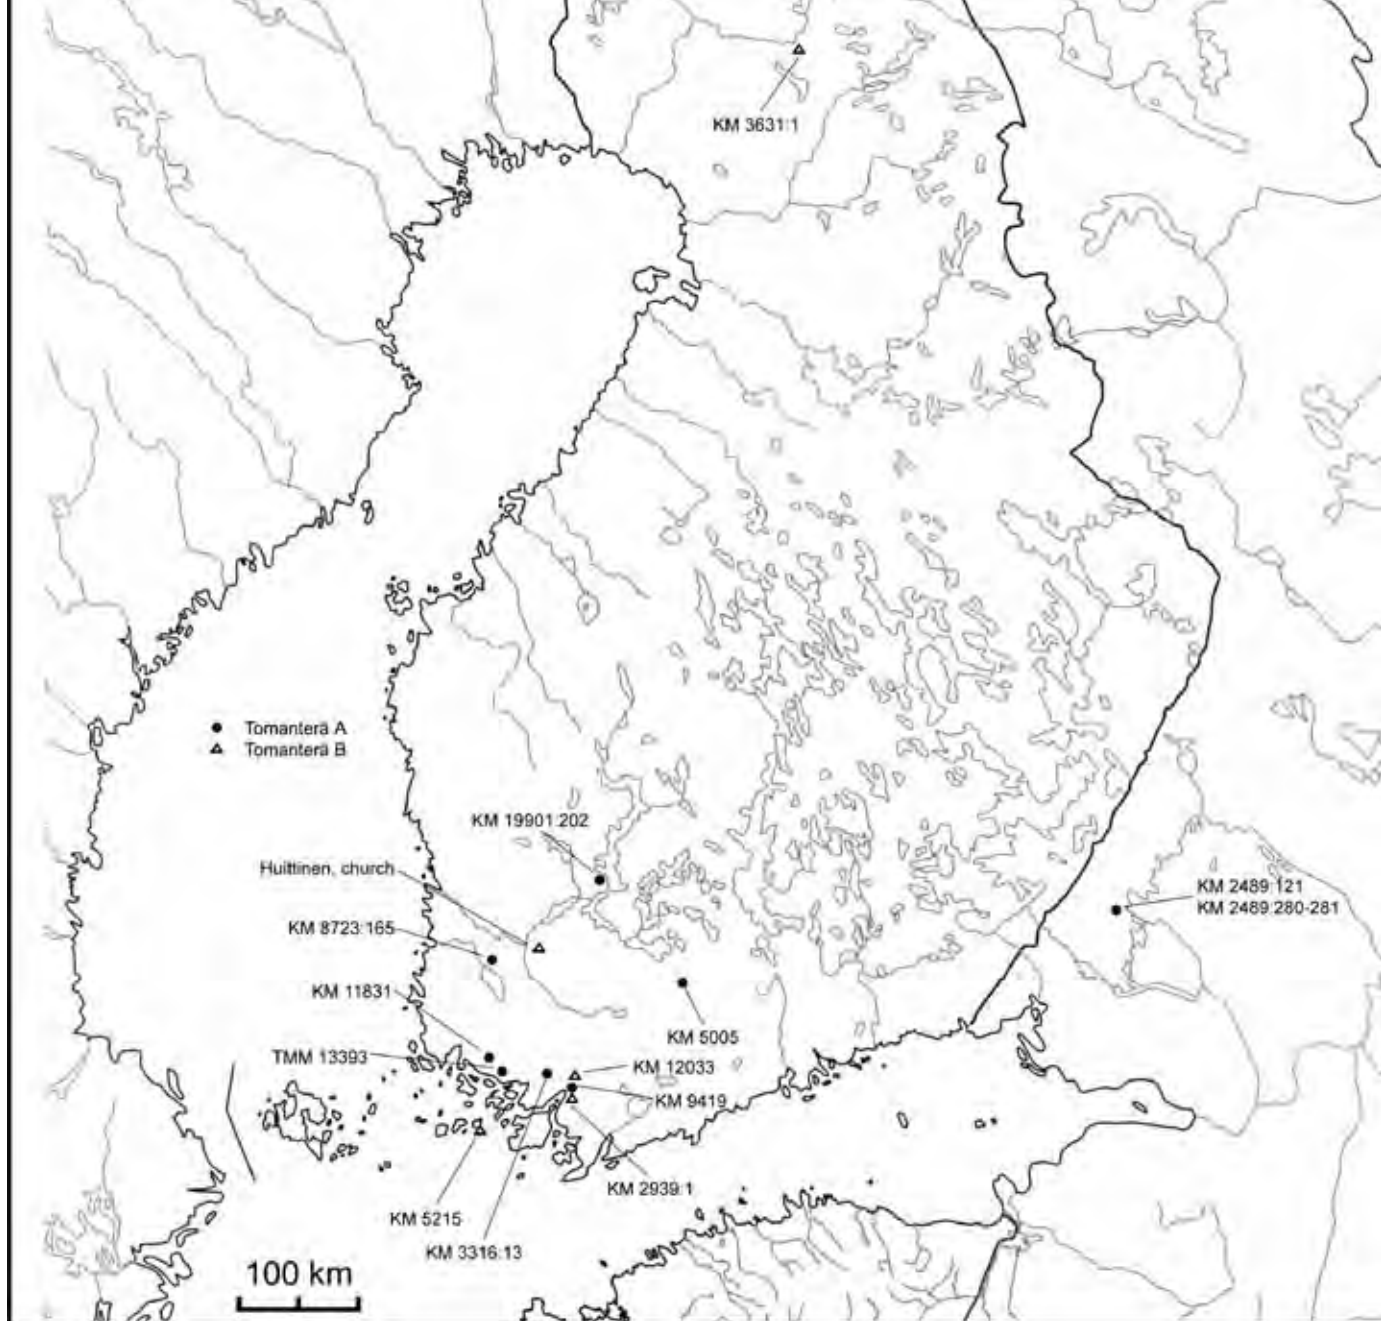 KM 3631:1
Tomanterä A
Tomanterä B
KM 19901:202
Huittinen, church
KM 2489:121
KM 2489:280-281
KM 8723:165
KM 11831
KM 5005
TMM 13393
KM 12033
KM 9419
KM 2939:1
KM 5215
KM 3316:13
100 km